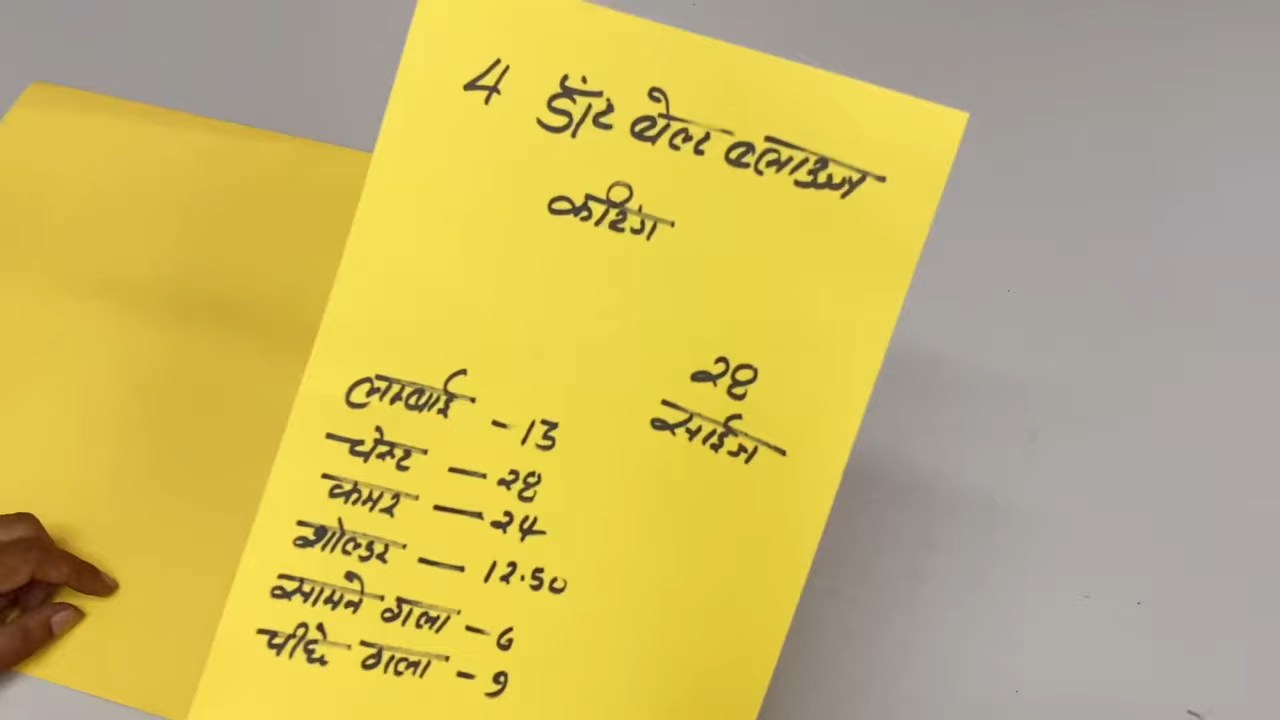 4 डॉट बेल्ट ब्लाउज
कटिंग
28
साईज
लम्बाई - 13
चेस्ट — 28
कमर — 24
शोल्डर — 12.50
सामने गला - 6
पीछे गला - 9